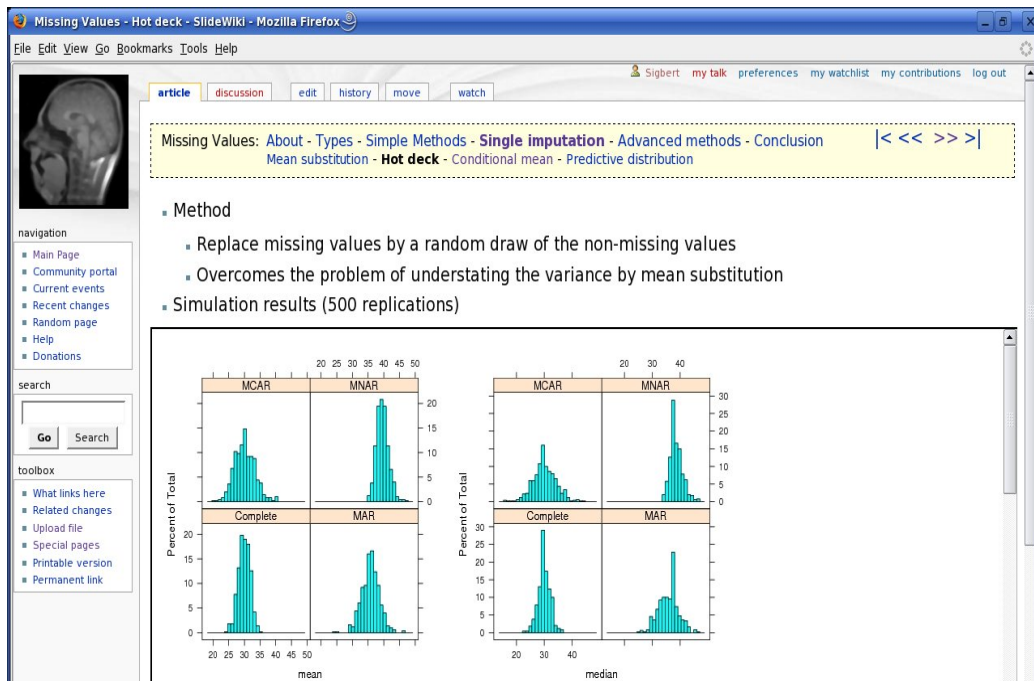 Missing Values - Hot deck - SlideWiki - Mozilla Firefox
File Edit View Go Bookmarks Tools Help
Sigbert my talk preferences my watchlist my contributions log out
article discussion edit history move watch
Missing Values: About - Types - Simple Methods - Single imputation - Advanced methods - Conclusion |< << >> >|
Mean substitution - Hot deck - Conditional mean - Predictive distribution
navigation
Main Page
Community portal
Current events
Recent changes
Random page
Help
Donations
search
Go Search
toolbox
What links here
Related changes
Upload file
Special pages
Printable version
Permanent link
Method
Replace missing values by a random draw of the non-missing values
Overcomes the problem of understating the variance by mean substitution
Simulation results (500 replications)
20 25 30 35 40 45 50
MCAR MNAR
20
15
10
5
0
Complete MAR
20
15
10
5
0
Percent of Total
20 25 30 35 40 45 50
mean
20 30 40
MCAR MNAR
30
25
20
15
10
5
0
Complete MAR
30
25
20
15
10
5
0
Percent of Total
20 30 40
median